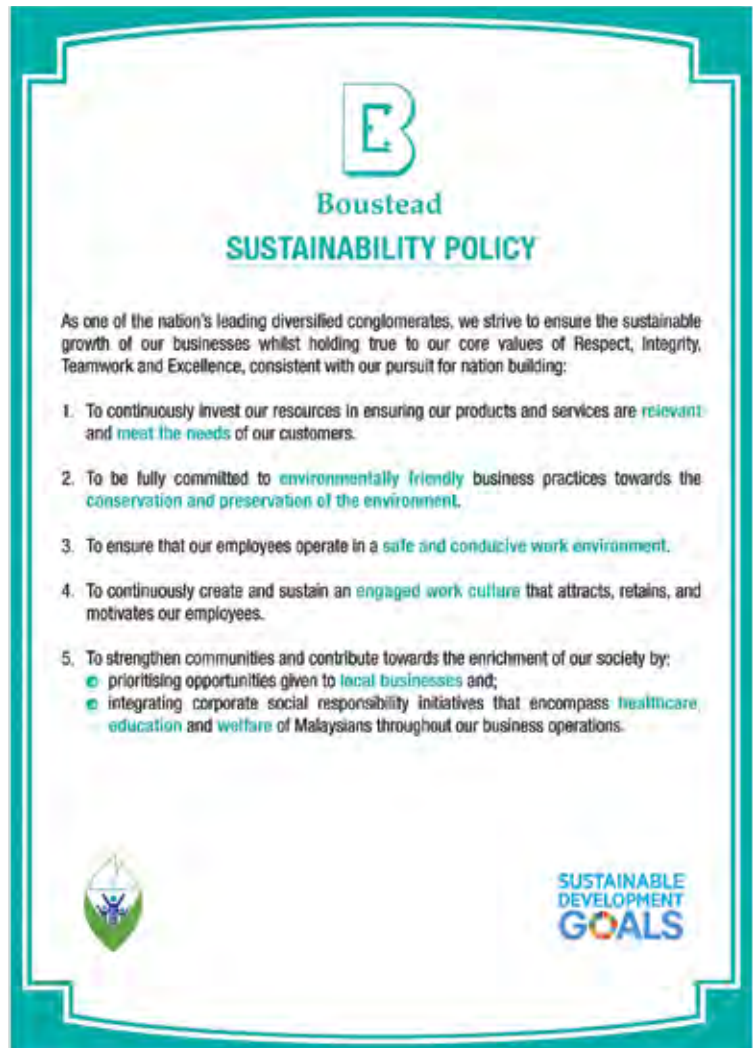 B
Boustead
SUSTAINABILITY POLICY
As one of the nation's leading diversified conglomerates, we strive to ensure the sustainable
growth of our businesses whilst holding true to our core values of Respect, Integrity,
Teamwork and Excellence, consistent with our pursuit for nation building:
1. To continuously invest our resources in ensuring our products and services are relevant
and meet the needs of our customers.
2. To be fully committed to environmentally friendly business practices towards the
conservation and preservation of the environment.
3. To ensure that our employees operate in a safe and conducive work environment.
4. To continuously create and sustain an engaged work culture that attracts, retains, and
motivates our employees.
5. To strengthen communities and contribute towards the enrichment of our society by:
prioritising opportunities given to local businesses and;
integrating corporate social responsibility initiatives that encompass healthcare,
education and welfare of Malaysians throughout our business operations.
SUSTAINABLE
DEVELOPMENT
GOALS